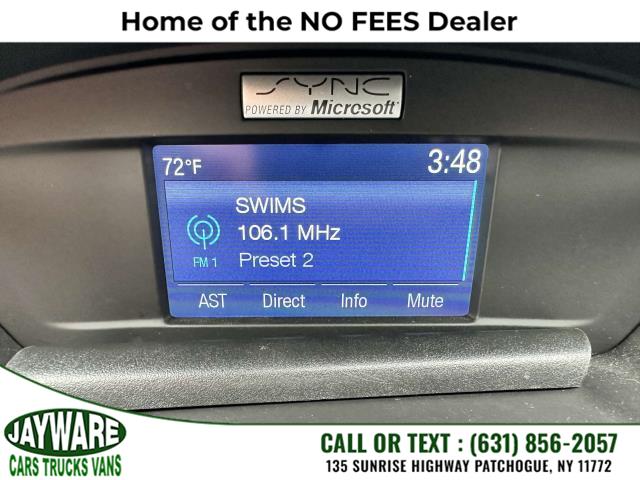 Home of the NO FEES Dealer
SYNC
POWERED BY Microsoft
72°F
3:48
SWIMS
106.1 MHz
FM 1
Preset 2
AST Direct Info Mute
JAYWARE
CARS TRUCKS VANS
CALL OR TEXT : (631) 856-2057
135 SUNRISE HIGHWAY PATCHOGUE, NY 11772